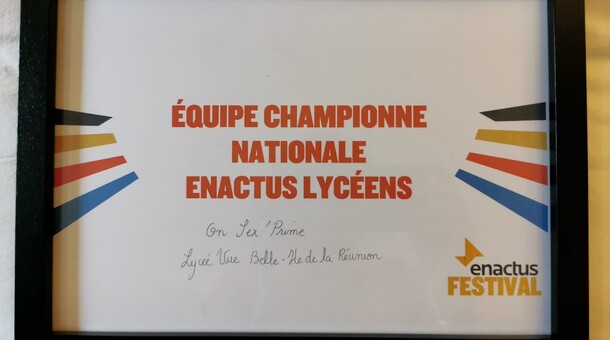 ÉQUIPE CHAMPIONNE
NATIONALE
ENACTUS LYCÉENS
On Sex'Prime
Lycée Vue Belle-Ile de la Réunion
enactus
FESTIVAL